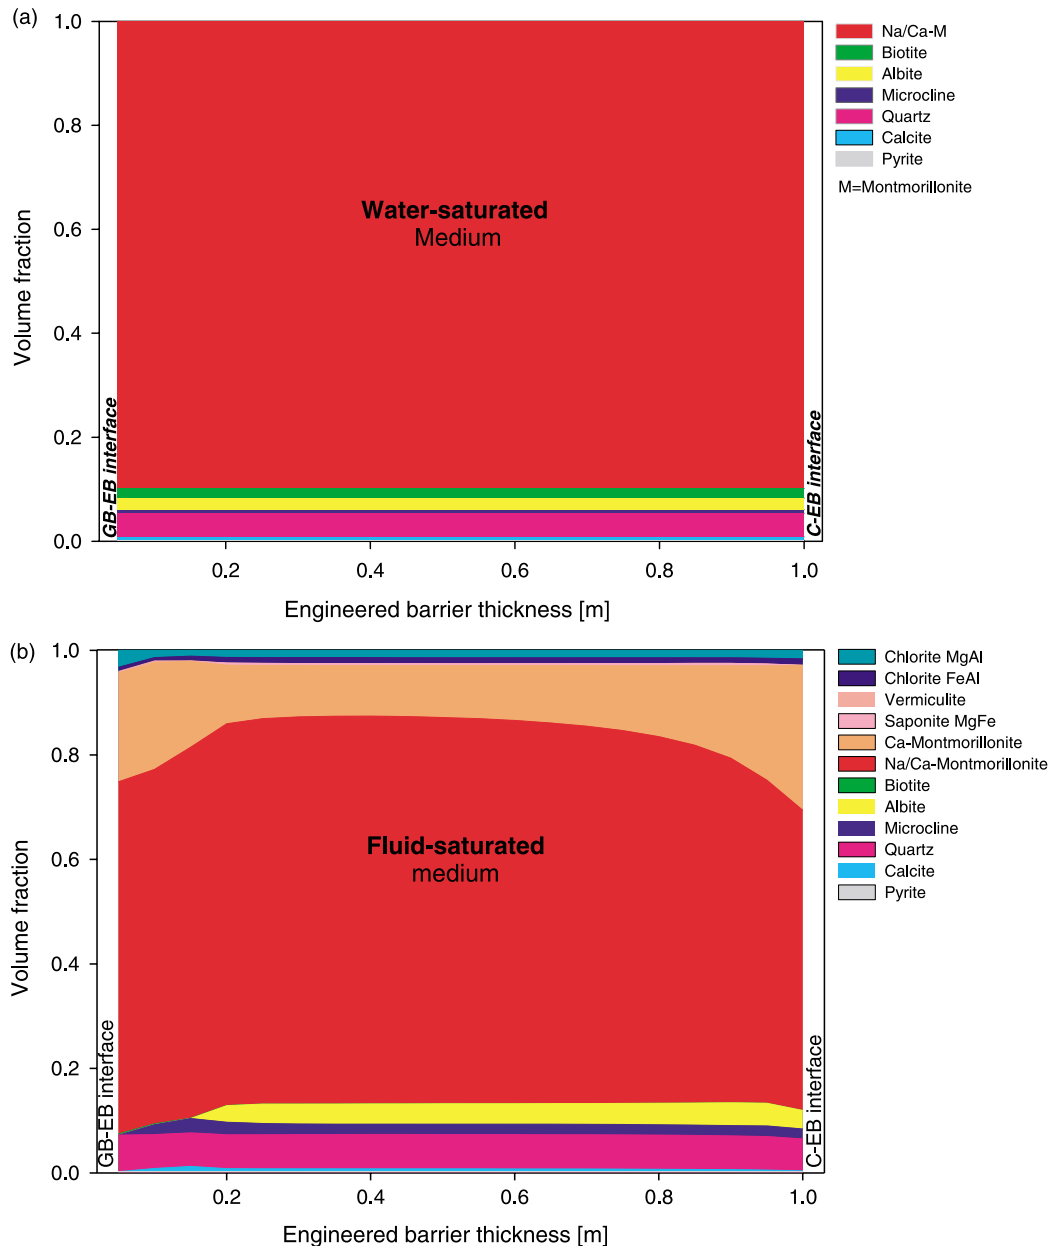 (a)
1.0
0.8
0.6
0.4
0.2
0.0
Volume fraction
GB-EB interface
Water-saturated
Medium
C-EB interface
0.2
0.4
0.6
0.8
1.0
Engineered barrier thickness [m]
Na/Ca-M
Biotite
Albite
Microcline
Quartz
Calcite
Pyrite
M=Montmorillonite
(b)
1.0
0.8
0.6
0.4
0.2
0.0
Volume fraction
GB-EB interface
Fluid-saturated
medium
C-EB interface
0.2
0.4
0.6
0.8
1.0
Engineered barrier thickness [m]
Chlorite MgAl
Chlorite FeAl
Vermiculite
Saponite MgFe
Ca-Montmorillonite
Na/Ca-Montmorillonite
Biotite
Albite
Microcline
Quartz
Calcite
Pyrite